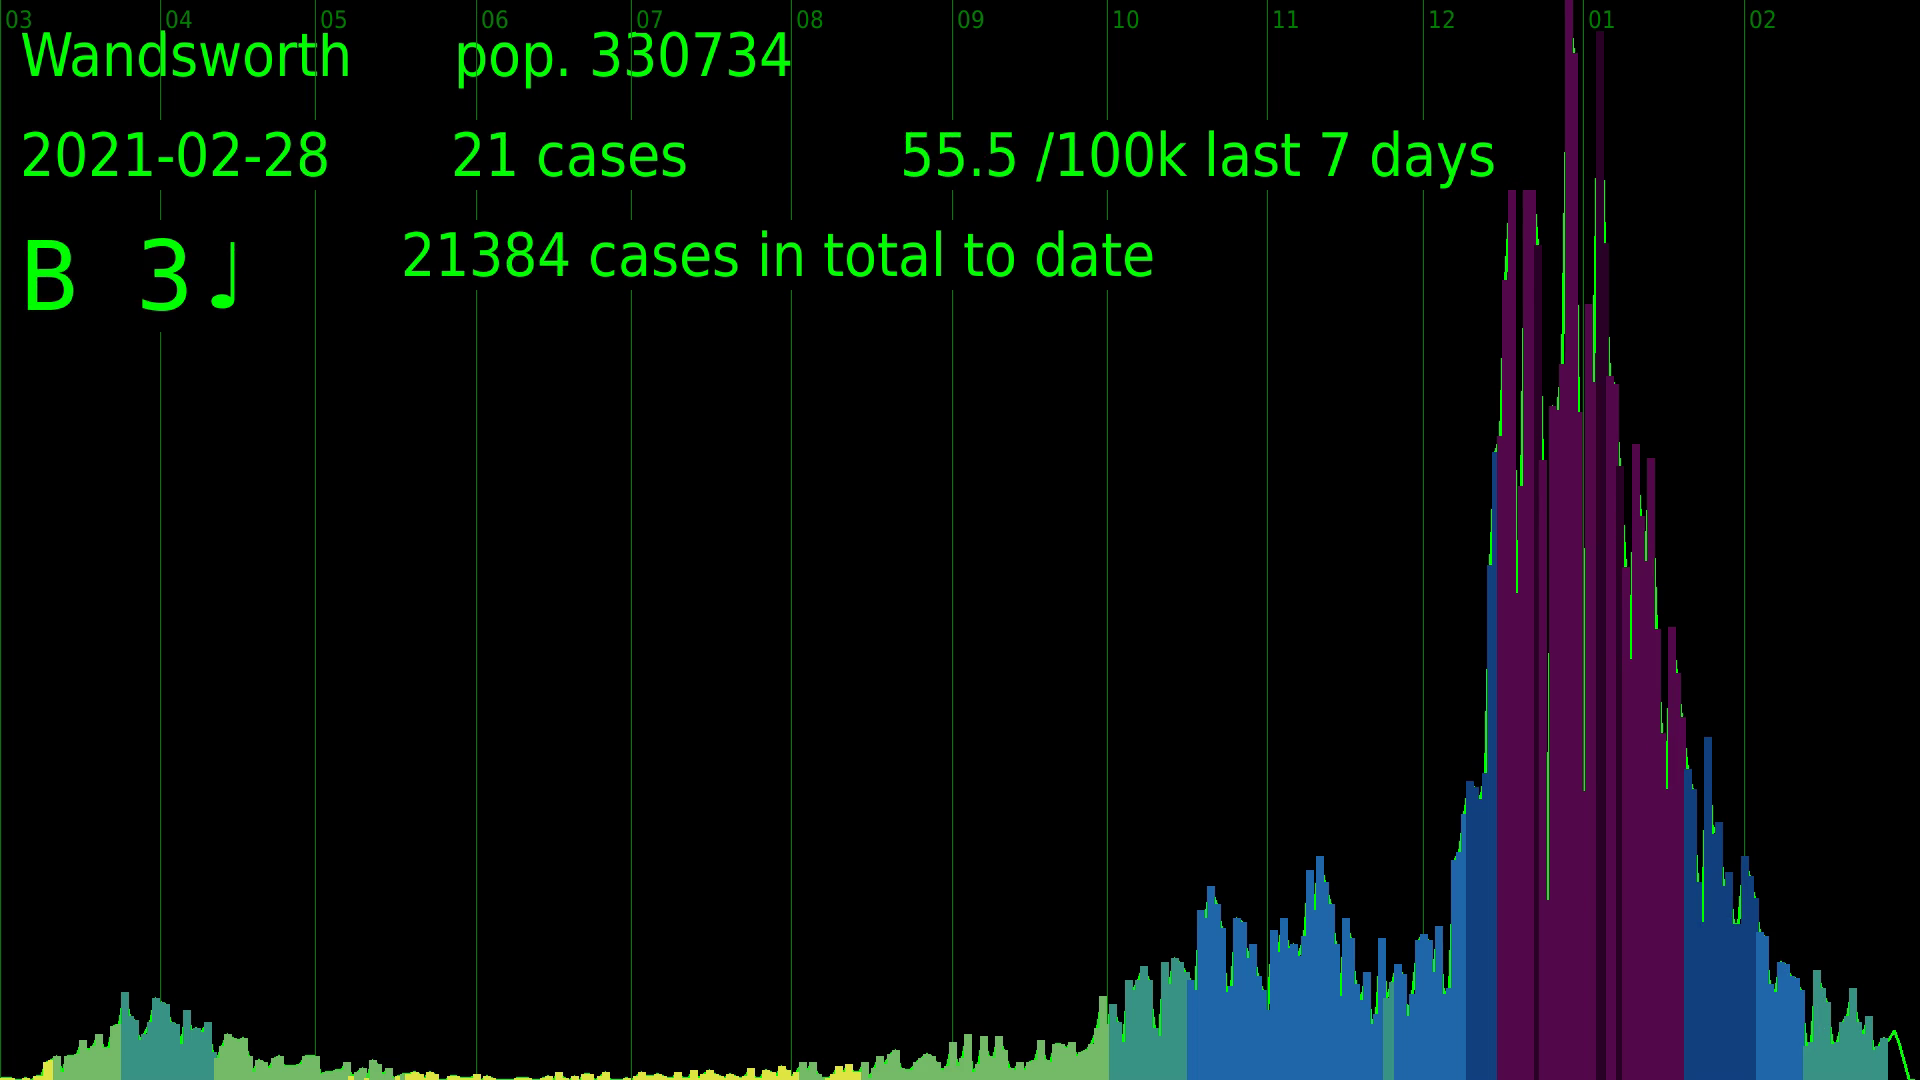 03 04 05 06 07 08 09 10 11 12 01 02
Wandsworth pop. 330734
2021-02-28 21 cases 55.5 /100k last 7 days
B 3♩ 21384 cases in total to date